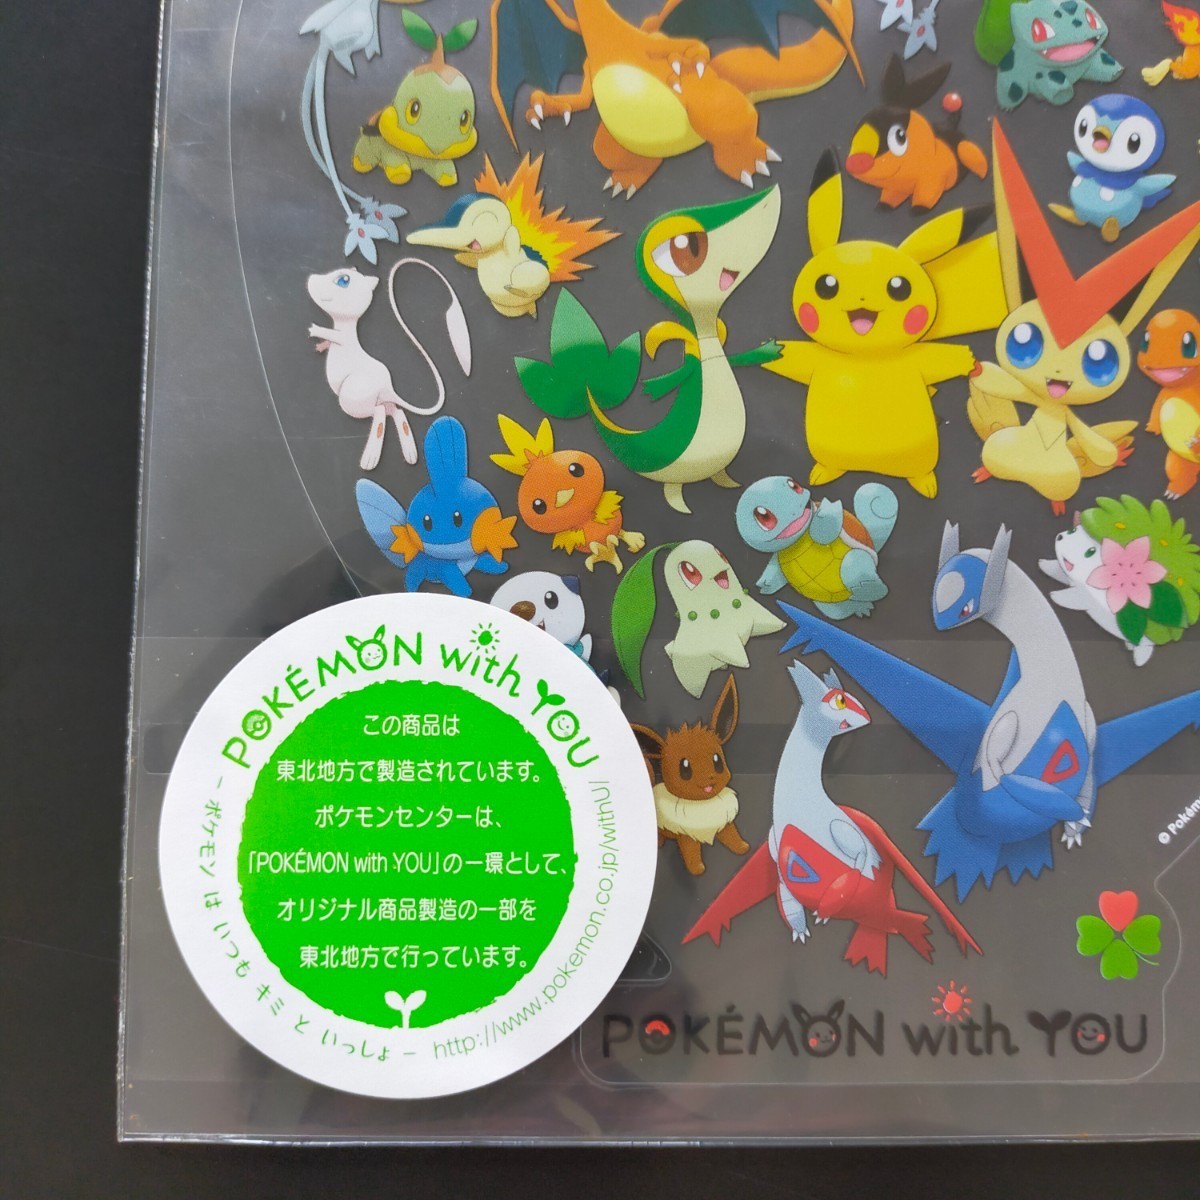 POKÉMON with YOU
この商品は
東北地方で製造されています。
ポケモンセンターは、
「POKÉMON with YOU」の一環として、
オリジナル商品製造の一部を
東北地方で行っています。
- ポケモン は いつも キミ と いっしょ -
http://www.pokemon.co.jp/withU/
© Pokém
POKÉMON with YOU